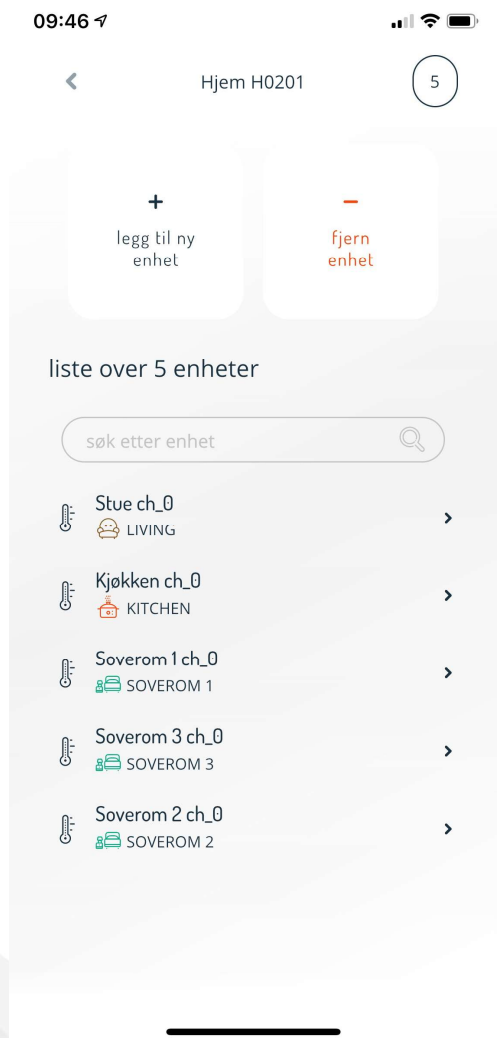 09:46
Hjem H0201
5
+
legg til ny
enhet
−
fjern
enhet
liste over 5 enheter
søk etter enhet
Stue ch_0
LIVING
Kjøkken ch_0
KITCHEN
Soverom 1 ch_0
SOVEROM 1
Soverom 3 ch_0
SOVEROM 3
Soverom 2 ch_0
SOVEROM 2